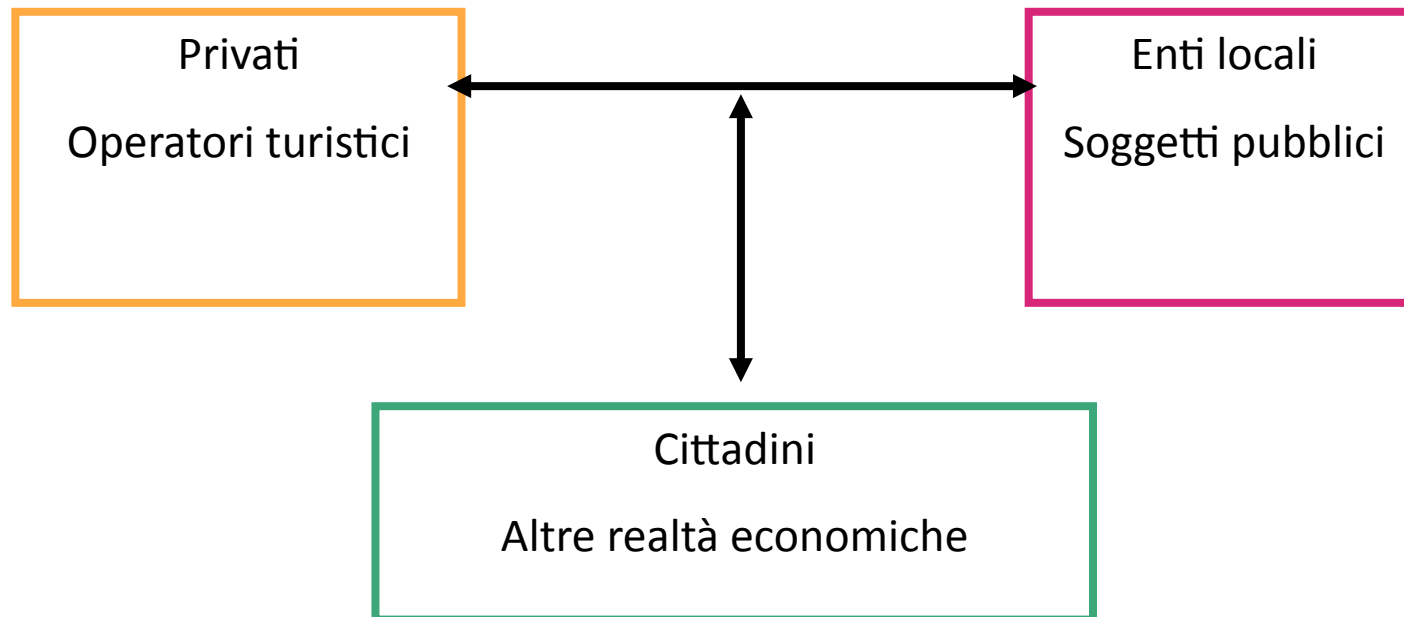 Privati
Operatori turistici
Enti locali
Soggetti pubblici
Cittadini
Altre realtà economiche